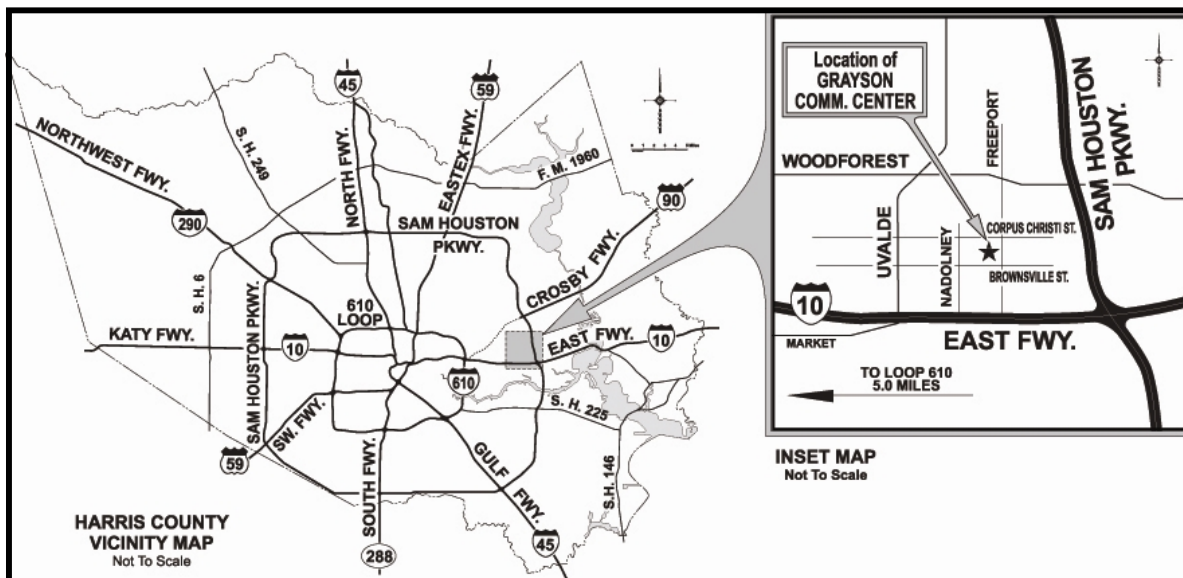 45
59
NORTHWEST FWY.
S. H. 249
NORTH FWY.
EASTEX FWY.
F. M. 1960
90
290
SAM HOUSTON
PKWY.
CROSBY FWY.
S. H. 6
SAM HOUSTON PKWY.
610
LOOP
KATY FWY.
10
EAST FWY.
10
610
S. H. 225
SW. FWY.
59
SOUTH FWY.
GULF FWY.
S.H. 146
288
45
HARRIS COUNTY
VICINITY MAP
Not To Scale
Location of
GRAYSON
COMM. CENTER
FREEPORT
SAM HOUSTON
PKWY.
WOODFOREST
UVALDE
NADOLNEY
CORPUS CHRISTI ST.
BROWNSVILLE ST.
10
EAST FWY.
MARKET
TO LOOP 610
5.0 MILES
INSET MAP
Not To Scale